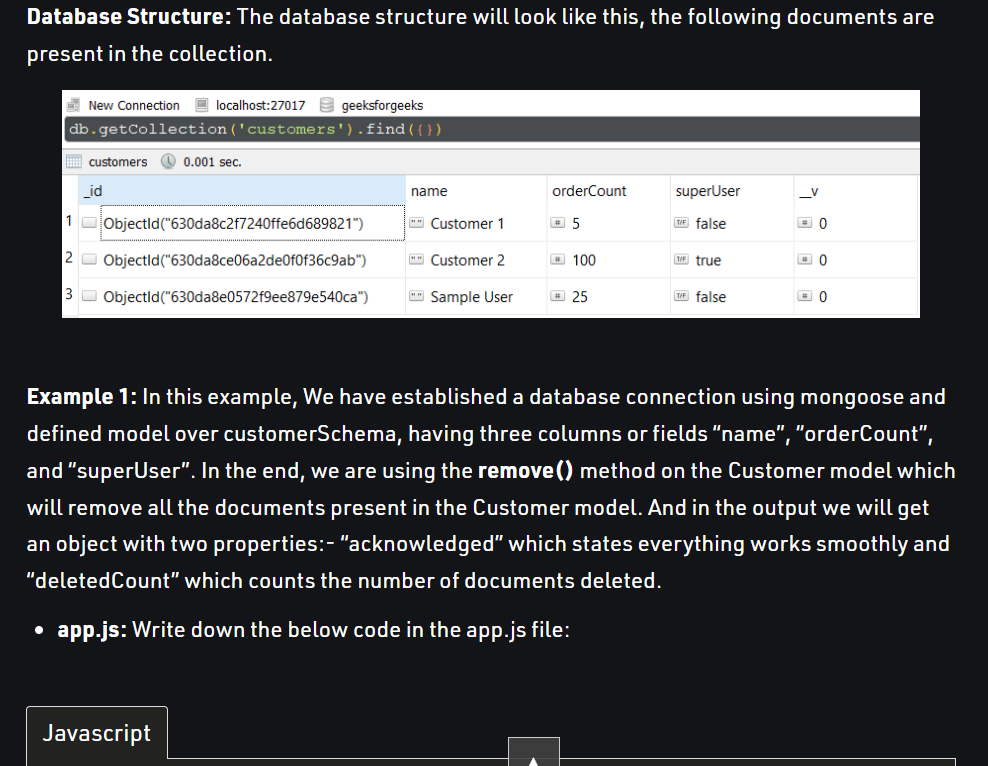 Database Structure: The database structure will look like this, the following documents are
present in the collection.
New Connection localhost:27017 geeksforgeeks
db.getCollection('customers').find({})
customers 0.001 sec.
_id name orderCount superUser __v
1 ObjectId("630da8c2f7240ffe6d689821") "" Customer 1 # 5 T/F false # 0
2 ObjectId("630da8ce06a2de0f0f36c9ab") "" Customer 2 # 100 T/F true # 0
3 ObjectId("630da8e0572f9ee879e540ca") "" Sample User # 25 T/F false # 0
Example 1: In this example, We have established a database connection using mongoose and
defined model over customerSchema, having three columns or fields “name”, “orderCount”,
and “superUser”. In the end, we are using the remove() method on the Customer model which
will remove all the documents present in the Customer model. And in the output we will get
an object with two properties:- “acknowledged” which states everything works smoothly and
“deletedCount” which counts the number of documents deleted.
• app.js: Write down the below code in the app.js file:
Javascript